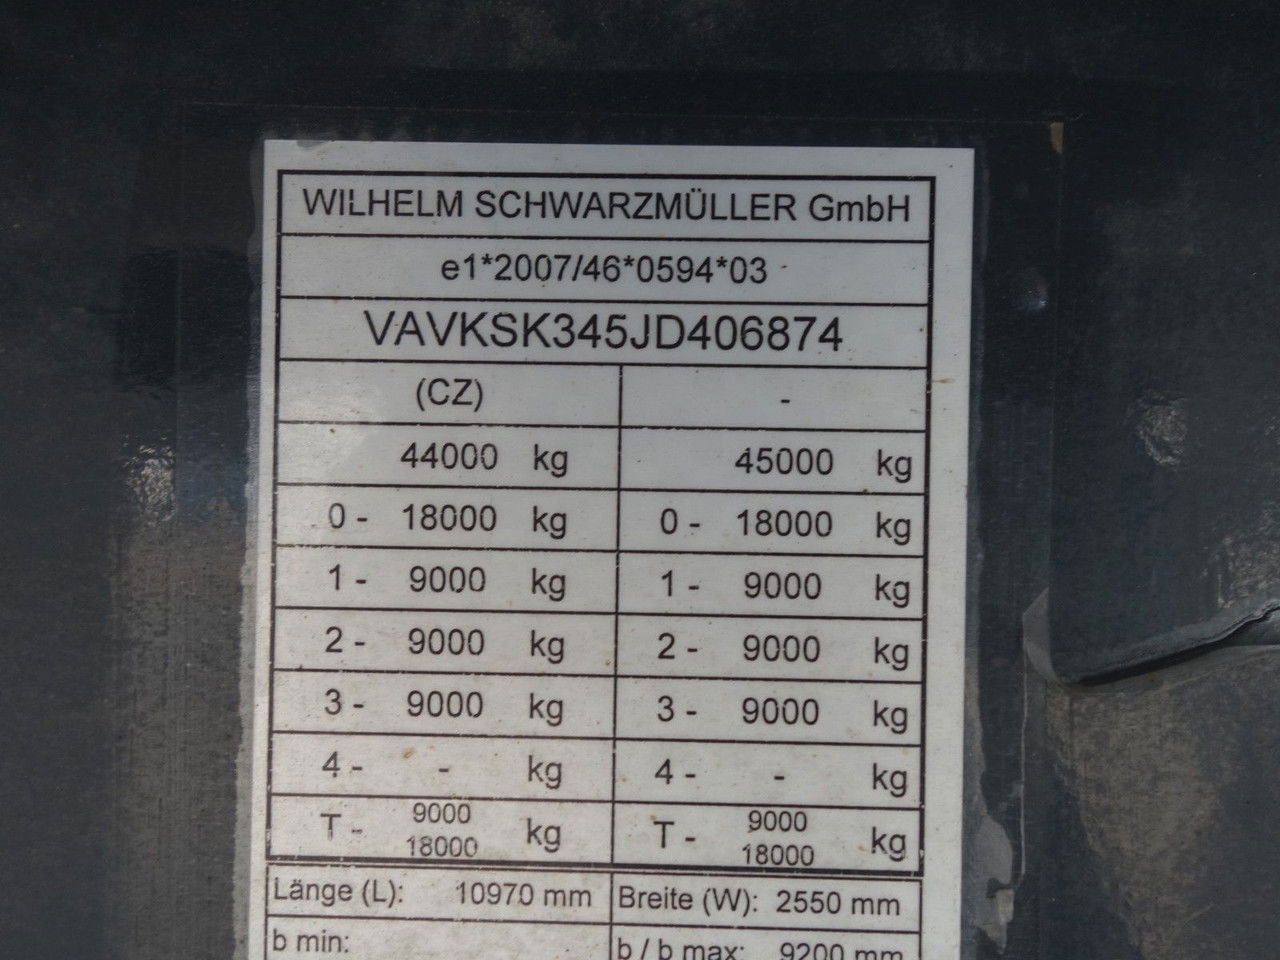 WILHELM SCHWARZMÜLLER GmbH
e1*2007/46*0594*03
VAVKSK345JD406874
(CZ) -
44000 kg 45000 kg
0 - 18000 kg 0 - 18000 kg
1 - 9000 kg 1 - 9000 kg
2 - 9000 kg 2 - 9000 kg
3 - 9000 kg 3 - 9000 kg
4 - - kg 4 - - kg
T - 9000 18000 kg T - 9000 18000 kg
Länge (L): 10970 mm Breite (W): 2550 mm
b min: b / b max: 9200 mm